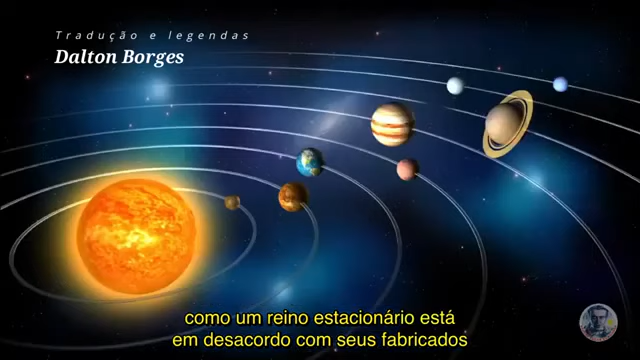 Tradução e legendas
Dalton Borges
como um reino estacionário está
em desacordo com seus fabricados